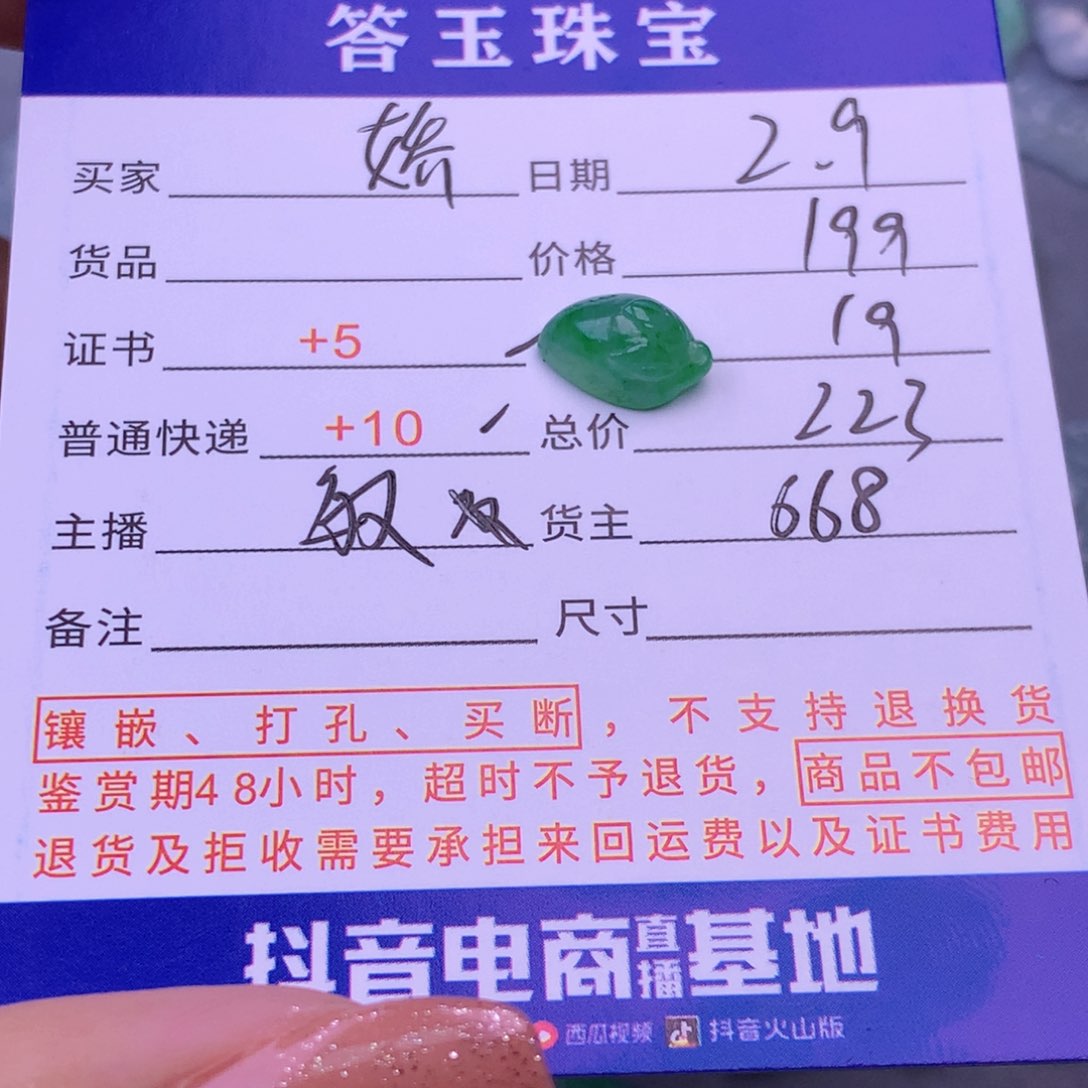 答玉珠宝
买家 娇 日期 2.9
货品 价格 199
证书 +5 19
普通快递 +10 总价 223
主播 货主 668
备注 尺寸
镶嵌、打孔、买断，不支持退换货
鉴赏期48小时，超时不予退货，商品不包邮
退货及拒收需要承担来回运费以及证书费用
抖音电商直播基地
西瓜视频 抖音火山版